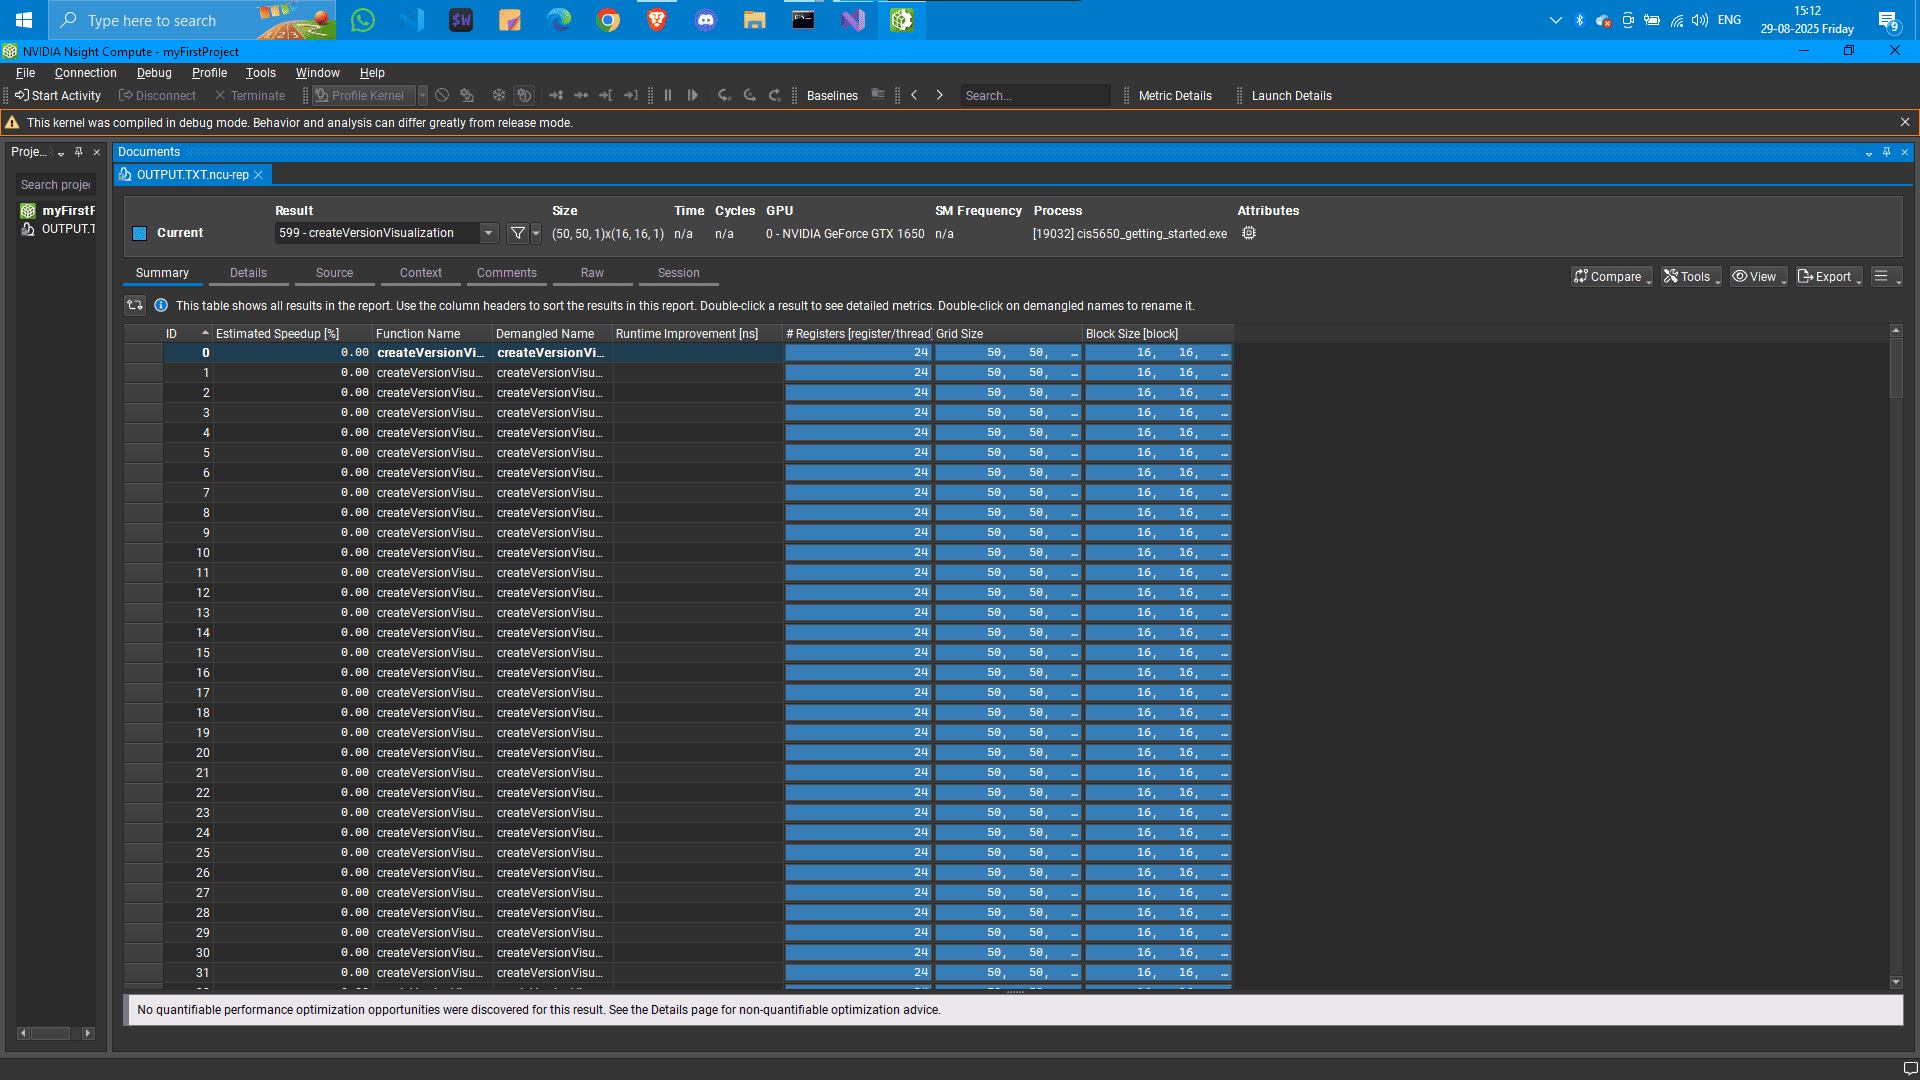 Type here to search
ENG
15:12
29-08-2025 Friday
9
NVIDIA Nsight Compute - myFirstProject
File Connection Debug Profile Tools Window Help
Start Activity Disconnect Terminate Profile Kernel Baselines Search... Metric Details Launch Details
This kernel was compiled in debug mode. Behavior and analysis can differ greatly from release mode.
Proje...
Documents
OUTPUT.TXT.ncu-rep
Search projec
myFirstP
OUTPUT.T
Result Size Time Cycles GPU SM Frequency Process Attributes
Current 599 - createVersionVisualization (50, 50, 1)x(16, 16, 1) n/a n/a 0 - NVIDIA GeForce GTX 1650 n/a [19032] cis5650_getting_started.exe
Summary Details Source Context Comments Raw Session
Compare Tools View Export
This table shows all results in the report. Use the column headers to sort the results in this report. Double-click a result to see detailed metrics. Double-click on demangled names to rename it.
ID Estimated Speedup [%] Function Name Demangled Name Runtime Improvement [ns] # Registers [register/thread] Grid Size Block Size [block]
0 0.00 createVersionVi... createVersionVi... 24 50, 50, ... 16, 16, ...
1 0.00 createVersionVisu... createVersionVisu... 24 50, 50, ... 16, 16, ...
2 0.00 createVersionVisu... createVersionVisu... 24 50, 50, ... 16, 16, ...
3 0.00 createVersionVisu... createVersionVisu... 24 50, 50, ... 16, 16, ...
4 0.00 createVersionVisu... createVersionVisu... 24 50, 50, ... 16, 16, ...
5 0.00 createVersionVisu... createVersionVisu... 24 50, 50, ... 16, 16, ...
6 0.00 createVersionVisu... createVersionVisu... 24 50, 50, ... 16, 16, ...
7 0.00 createVersionVisu... createVersionVisu... 24 50, 50, ... 16, 16, ...
8 0.00 createVersionVisu... createVersionVisu... 24 50, 50, ... 16, 16, ...
9 0.00 createVersionVisu... createVersionVisu... 24 50, 50, ... 16, 16, ...
10 0.00 createVersionVisu... createVersionVisu... 24 50, 50, ... 16, 16, ...
11 0.00 createVersionVisu... createVersionVisu... 24 50, 50, ... 16, 16, ...
12 0.00 createVersionVisu... createVersionVisu... 24 50, 50, ... 16, 16, ...
13 0.00 createVersionVisu... createVersionVisu... 24 50, 50, ... 16, 16, ...
14 0.00 createVersionVisu... createVersionVisu... 24 50, 50, ... 16, 16, ...
15 0.00 createVersionVisu... createVersionVisu... 24 50, 50, ... 16, 16, ...
16 0.00 createVersionVisu... createVersionVisu... 24 50, 50, ... 16, 16, ...
17 0.00 createVersionVisu... createVersionVisu... 24 50, 50, ... 16, 16, ...
18 0.00 createVersionVisu... createVersionVisu... 24 50, 50, ... 16, 16, ...
19 0.00 createVersionVisu... createVersionVisu... 24 50, 50, ... 16, 16, ...
20 0.00 createVersionVisu... createVersionVisu... 24 50, 50, ... 16, 16, ...
21 0.00 createVersionVisu... createVersionVisu... 24 50, 50, ... 16, 16, ...
22 0.00 createVersionVisu... createVersionVisu... 24 50, 50, ... 16, 16, ...
23 0.00 createVersionVisu... createVersionVisu... 24 50, 50, ... 16, 16, ...
24 0.00 createVersionVisu... createVersionVisu... 24 50, 50, ... 16, 16, ...
25 0.00 createVersionVisu... createVersionVisu... 24 50, 50, ... 16, 16, ...
26 0.00 createVersionVisu... createVersionVisu... 24 50, 50, ... 16, 16, ...
27 0.00 createVersionVisu... createVersionVisu... 24 50, 50, ... 16, 16, ...
28 0.00 createVersionVisu... createVersionVisu... 24 50, 50, ... 16, 16, ...
29 0.00 createVersionVisu... createVersionVisu... 24 50, 50, ... 16, 16, ...
30 0.00 createVersionVisu... createVersionVisu... 24 50, 50, ... 16, 16, ...
31 0.00 createVersionVisu... createVersionVisu... 24 50, 50, ... 16, 16, ...
No quantifiable performance optimization opportunities were discovered for this result. See the Details page for non-quantifiable optimization advice.